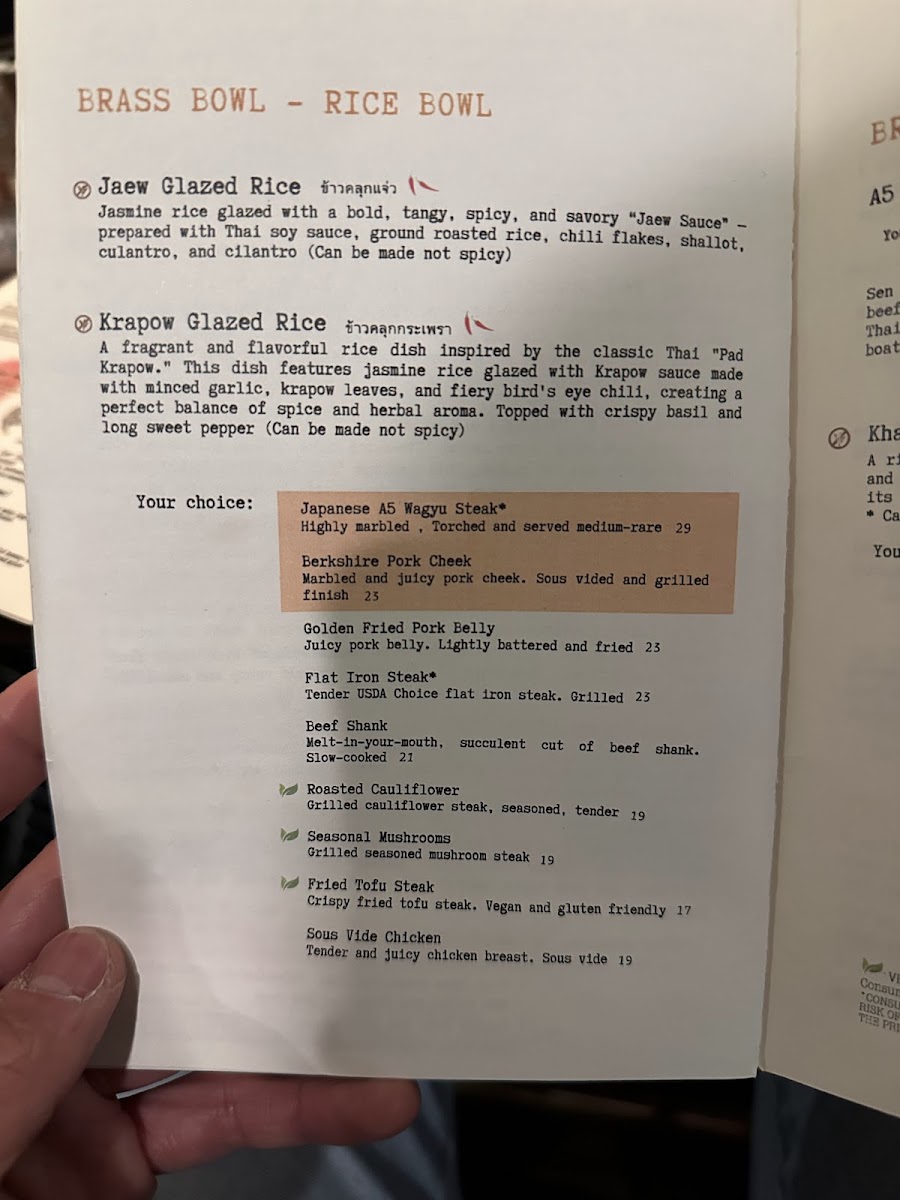 BRASS BOWL - RICE BOWL
Jaew Glazed Rice ข้าวคลุกแจ่ว
Jasmine rice glazed with a bold, tangy, spicy, and savory "Jaew Sauce" –
prepared with Thai soy sauce, ground roasted rice, chili flakes, shallot,
culantro, and cilantro (Can be made not spicy)
Krapow Glazed Rice ข้าวคลุกกระเพรา
A fragrant and flavorful rice dish inspired by the classic Thai "Pad
Krapow." This dish features jasmine rice glazed with Krapow sauce made
with minced garlic, krapow leaves, and fiery bird's eye chili, creating a
perfect balance of spice and herbal aroma. Topped with crispy basil and
long sweet pepper (Can be made not spicy)
Your choice:
Japanese A5 Wagyu Steak*
Highly marbled , Torched and served medium-rare 29
Berkshire Pork Cheek
Marbled and juicy pork cheek. Sous vided and grilled
finish 23
Golden Fried Pork Belly
Juicy pork belly. Lightly battered and fried 23
Flat Iron Steak*
Tender USDA Choice flat iron steak. Grilled 23
Beef Shank
Melt-in-your-mouth, succulent cut of beef shank.
Slow-cooked 21
Roasted Cauliflower
Grilled cauliflower steak, seasoned, tender 19
Seasonal Mushrooms
Grilled seasoned mushroom steak 19
Fried Tofu Steak
Crispy fried tofu steak. Vegan and gluten friendly 17
Sous Vide Chicken
Tender and juicy chicken breast. Sous vide 19
BR
A5
Yo
Sen
beef
Thai
boat
Kha
A ri
and
its
* Ca
You
VE
Consum
*CONSU
RISK OF
THE PRI